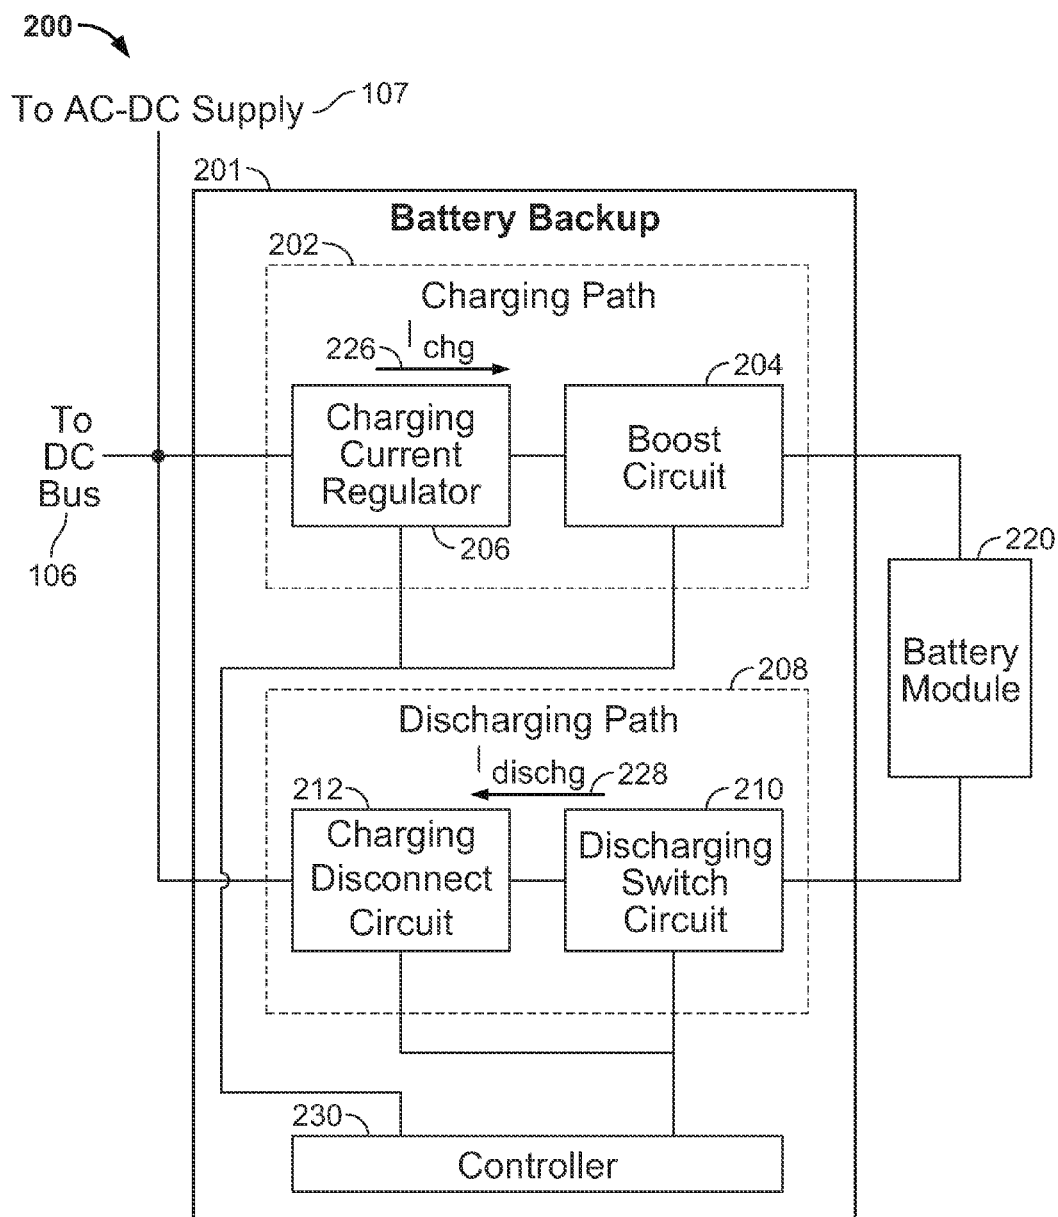 200
To AC-DC Supply 107
201
Battery Backup
202
Charging Path
I chg
226
204
Charging
Current
Regulator
206
Boost
Circuit
To
DC
Bus
106
220
Battery
Module
208
Discharging Path
I dischg
228
212
210
Charging
Disconnect
Circuit
Discharging
Switch
Circuit
230
Controller